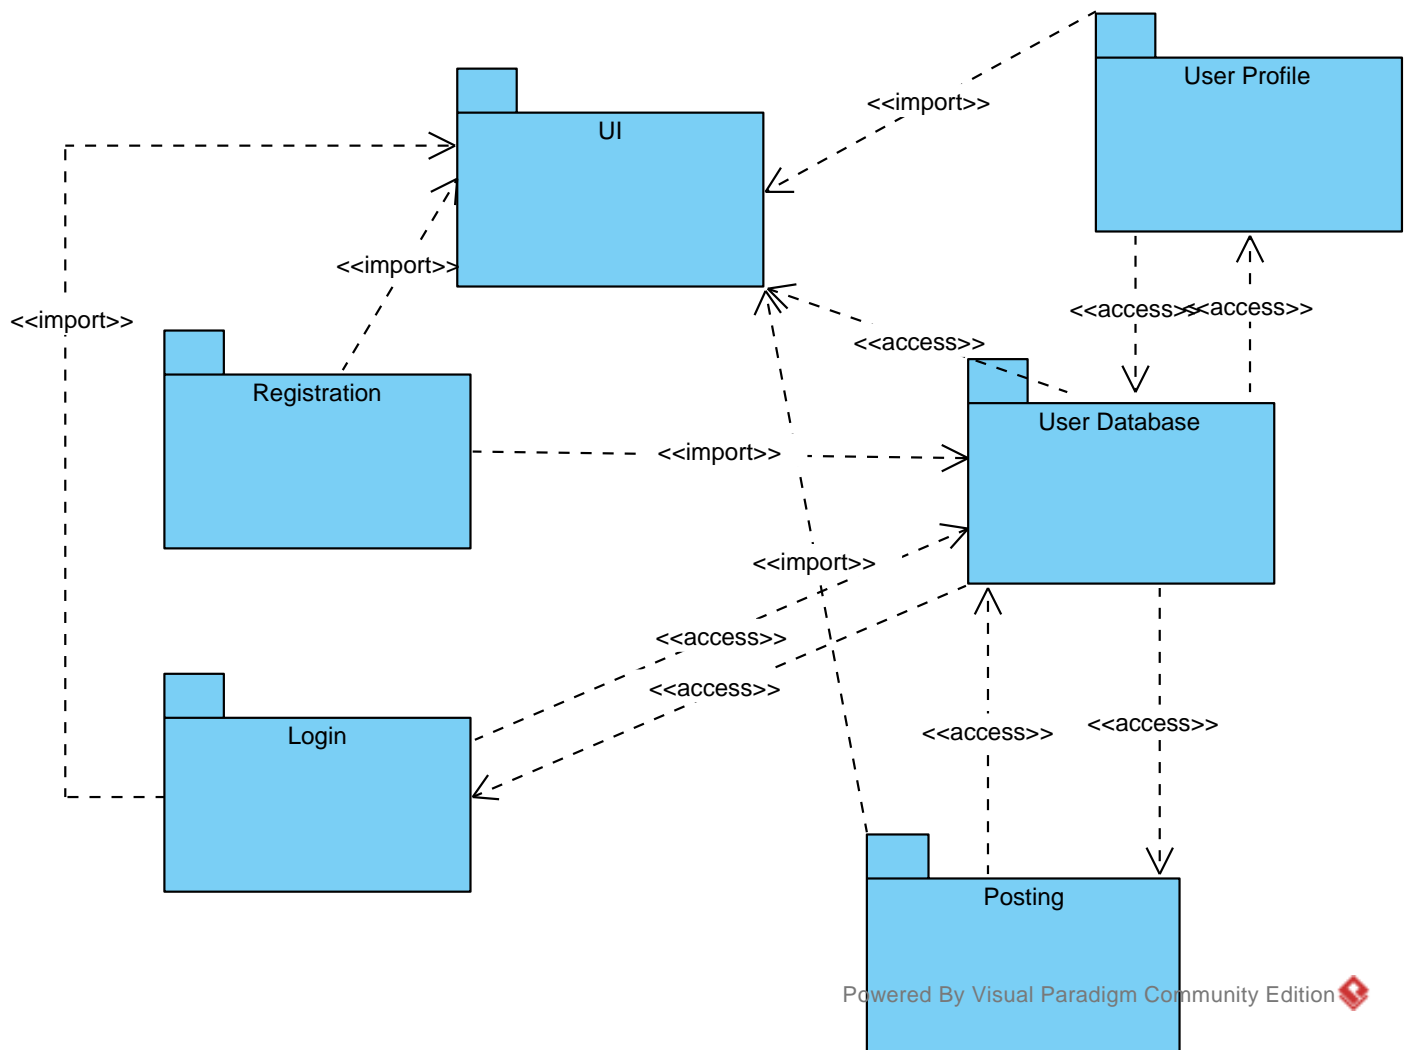 User Profile
<<import>>
UI
<<import>>
<<access>>
<<access>>
<<import>>
<<access>>
Registration
User Database
<<import>>
<<import>>
<<access>>
<<access>>
<<access>>
<<access>>
Login
Posting
Powered By Visual Paradigm Community Edition